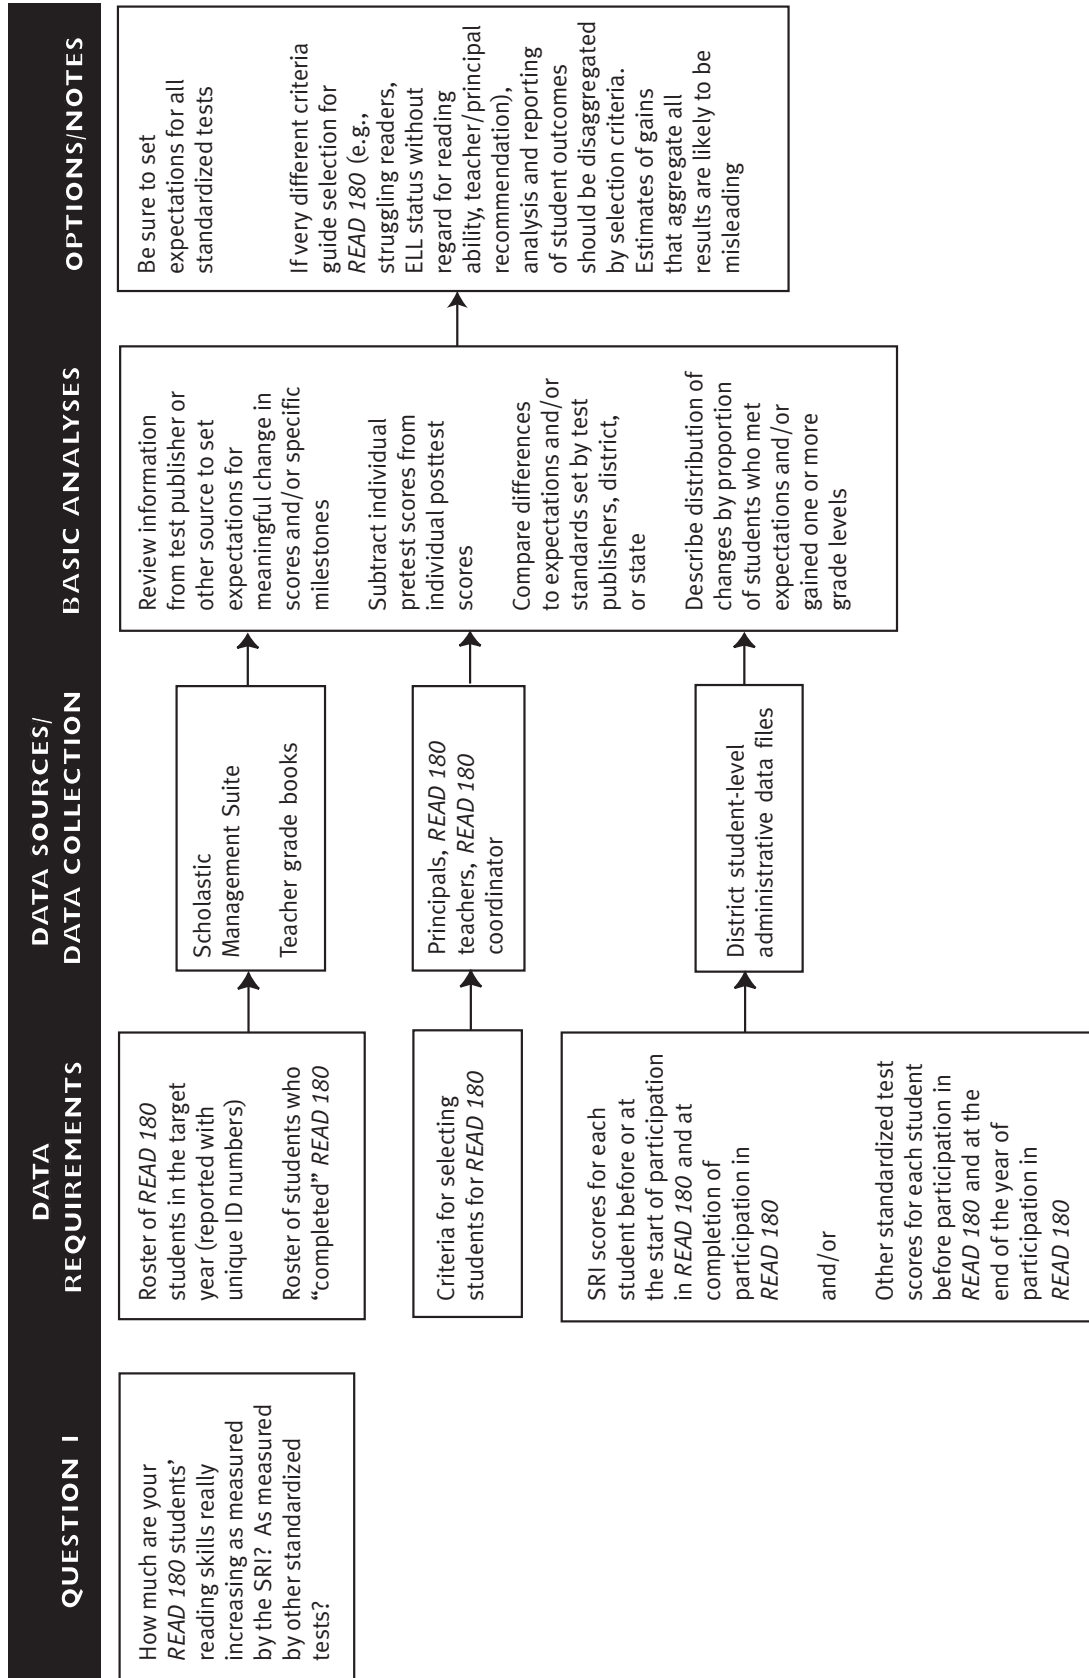 QUESTION 1
DATA
REQUIREMENTS
DATA SOURCES/
DATA COLLECTION
BASIC ANALYSES
OPTIONS/NOTES
How much are your
READ 180 students’
reading skills really
increasing as measured
by the SRI? As measured
by other standardized
tests?
Roster of READ 180
students in the target
year (reported with
unique ID numbers)
Roster of students who
“completed” READ 180
Criteria for selecting
students for READ 180
SRI scores for each
student before or at
the start of participation
in READ 180 and at
completion of
participation in
READ 180
and/or
Other standardized test
scores for each student
before participation in
READ 180 and at the
end of the year of
participation in
READ 180
Scholastic
Management Suite
Teacher grade books
Principals, READ 180
teachers, READ 180
coordinator
District student-level
administrative data files
Review information
from test publisher or
other source to set
expectations for
meaningful change in
scores and/or specific
milestones
Subtract individual
pretest scores from
individual posttest
scores
Compare differences
to expectations and/or
standards set by test
publishers, district,
or state
Describe distribution of
changes by proportion
of students who met
expectations and/or
gained one or more
grade levels
Be sure to set
expectations for all
standardized tests
If very different criteria
guide selection for
READ 180 (e.g.,
struggling readers,
ELL status without
regard for reading
ability, teacher/principal
recommendation),
analysis and reporting
of student outcomes
should be disaggregated
by selection criteria.
Estimates of gains
that aggregate all
results are likely to be
misleading